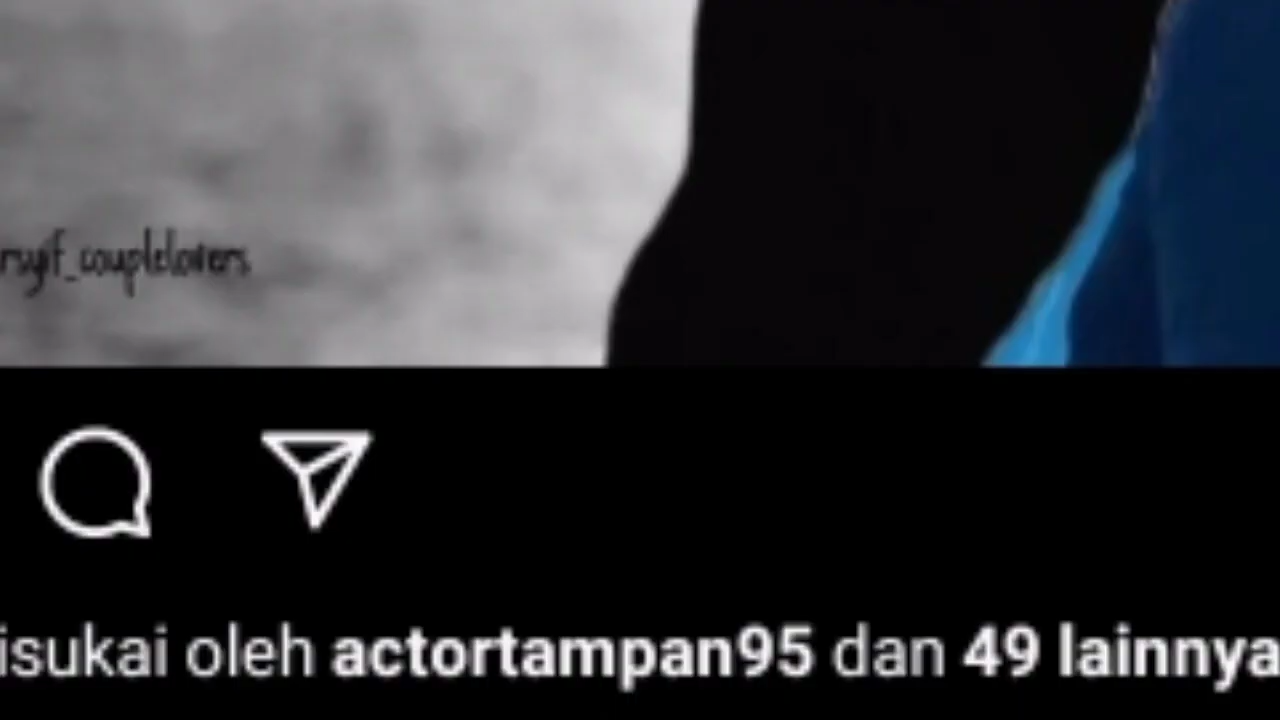 rsyif_couplelovers
isukai oleh actortampan95 dan 49 lainnya